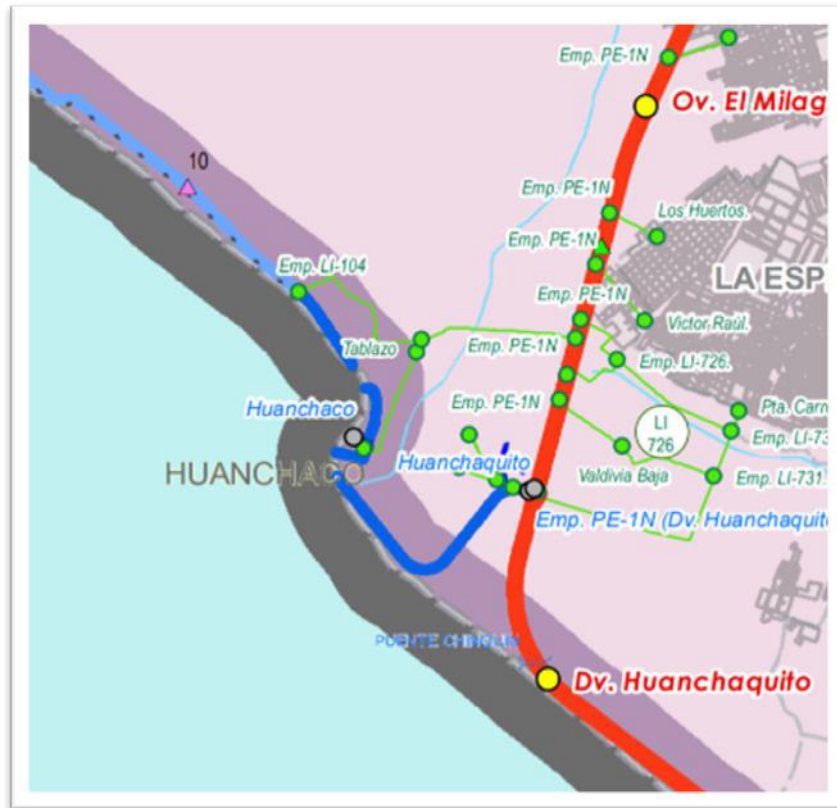 Emp. PE-1N
Ov. El Milag
10
Emp. PE-1N
Los Huertos.
Emp. PE-1N
Emp. LI-104
LA ESP
Emp. PE-1N
Victor Raúl.
Tablazo
Emp. PE-1N
Emp. LI-726.
Emp. PE-1N
Pta. Caro
Huanchaco
LI
726
Emp. LI-73
Huanchaquito
HUANCHACO
Valdivia Baja
Emp. LI-731.
Emp. PE-1N (Dv. Huanchaquito
PUENTE
Dv. Huanchaquito